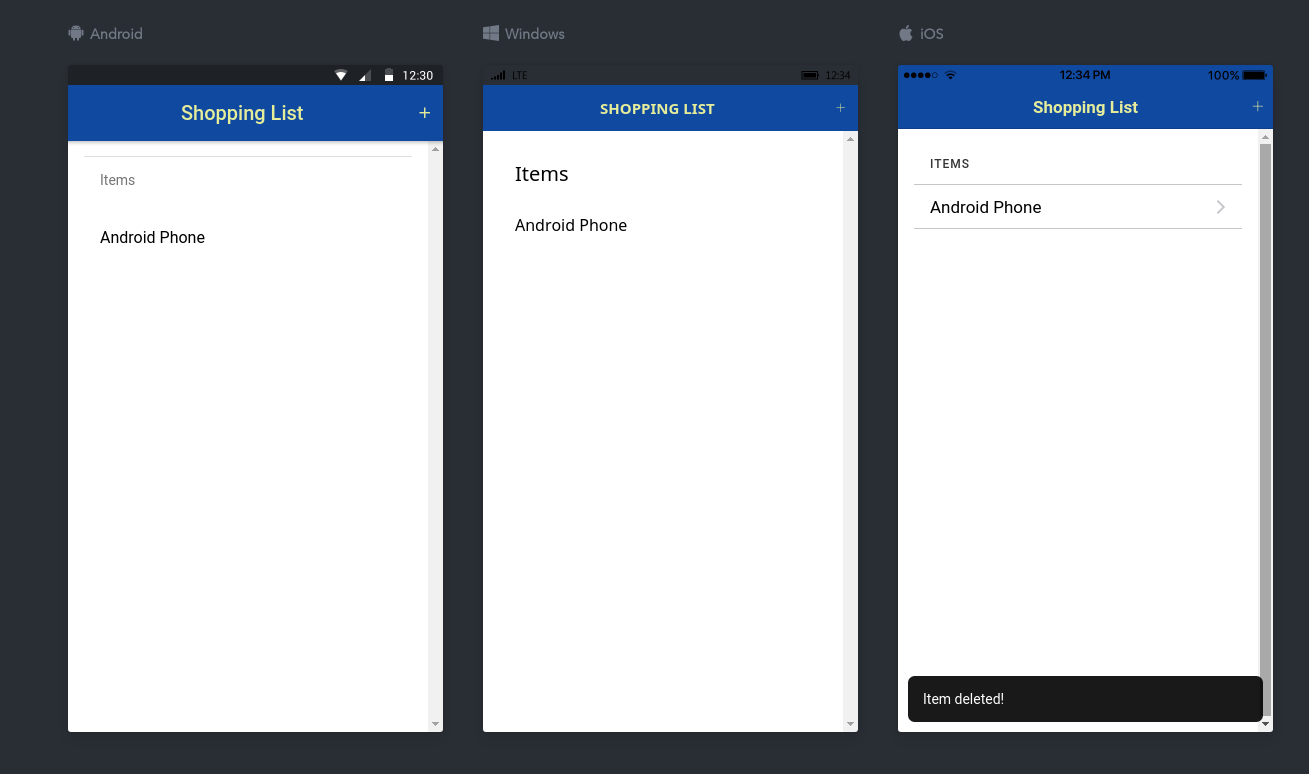 Android
12:30
Shopping List +
Items
Android Phone
Windows
LTE 12:34
SHOPPING LIST +
Items
Android Phone
iOS
12:34 PM 100%
Shopping List +
ITEMS
Android Phone
Item deleted!